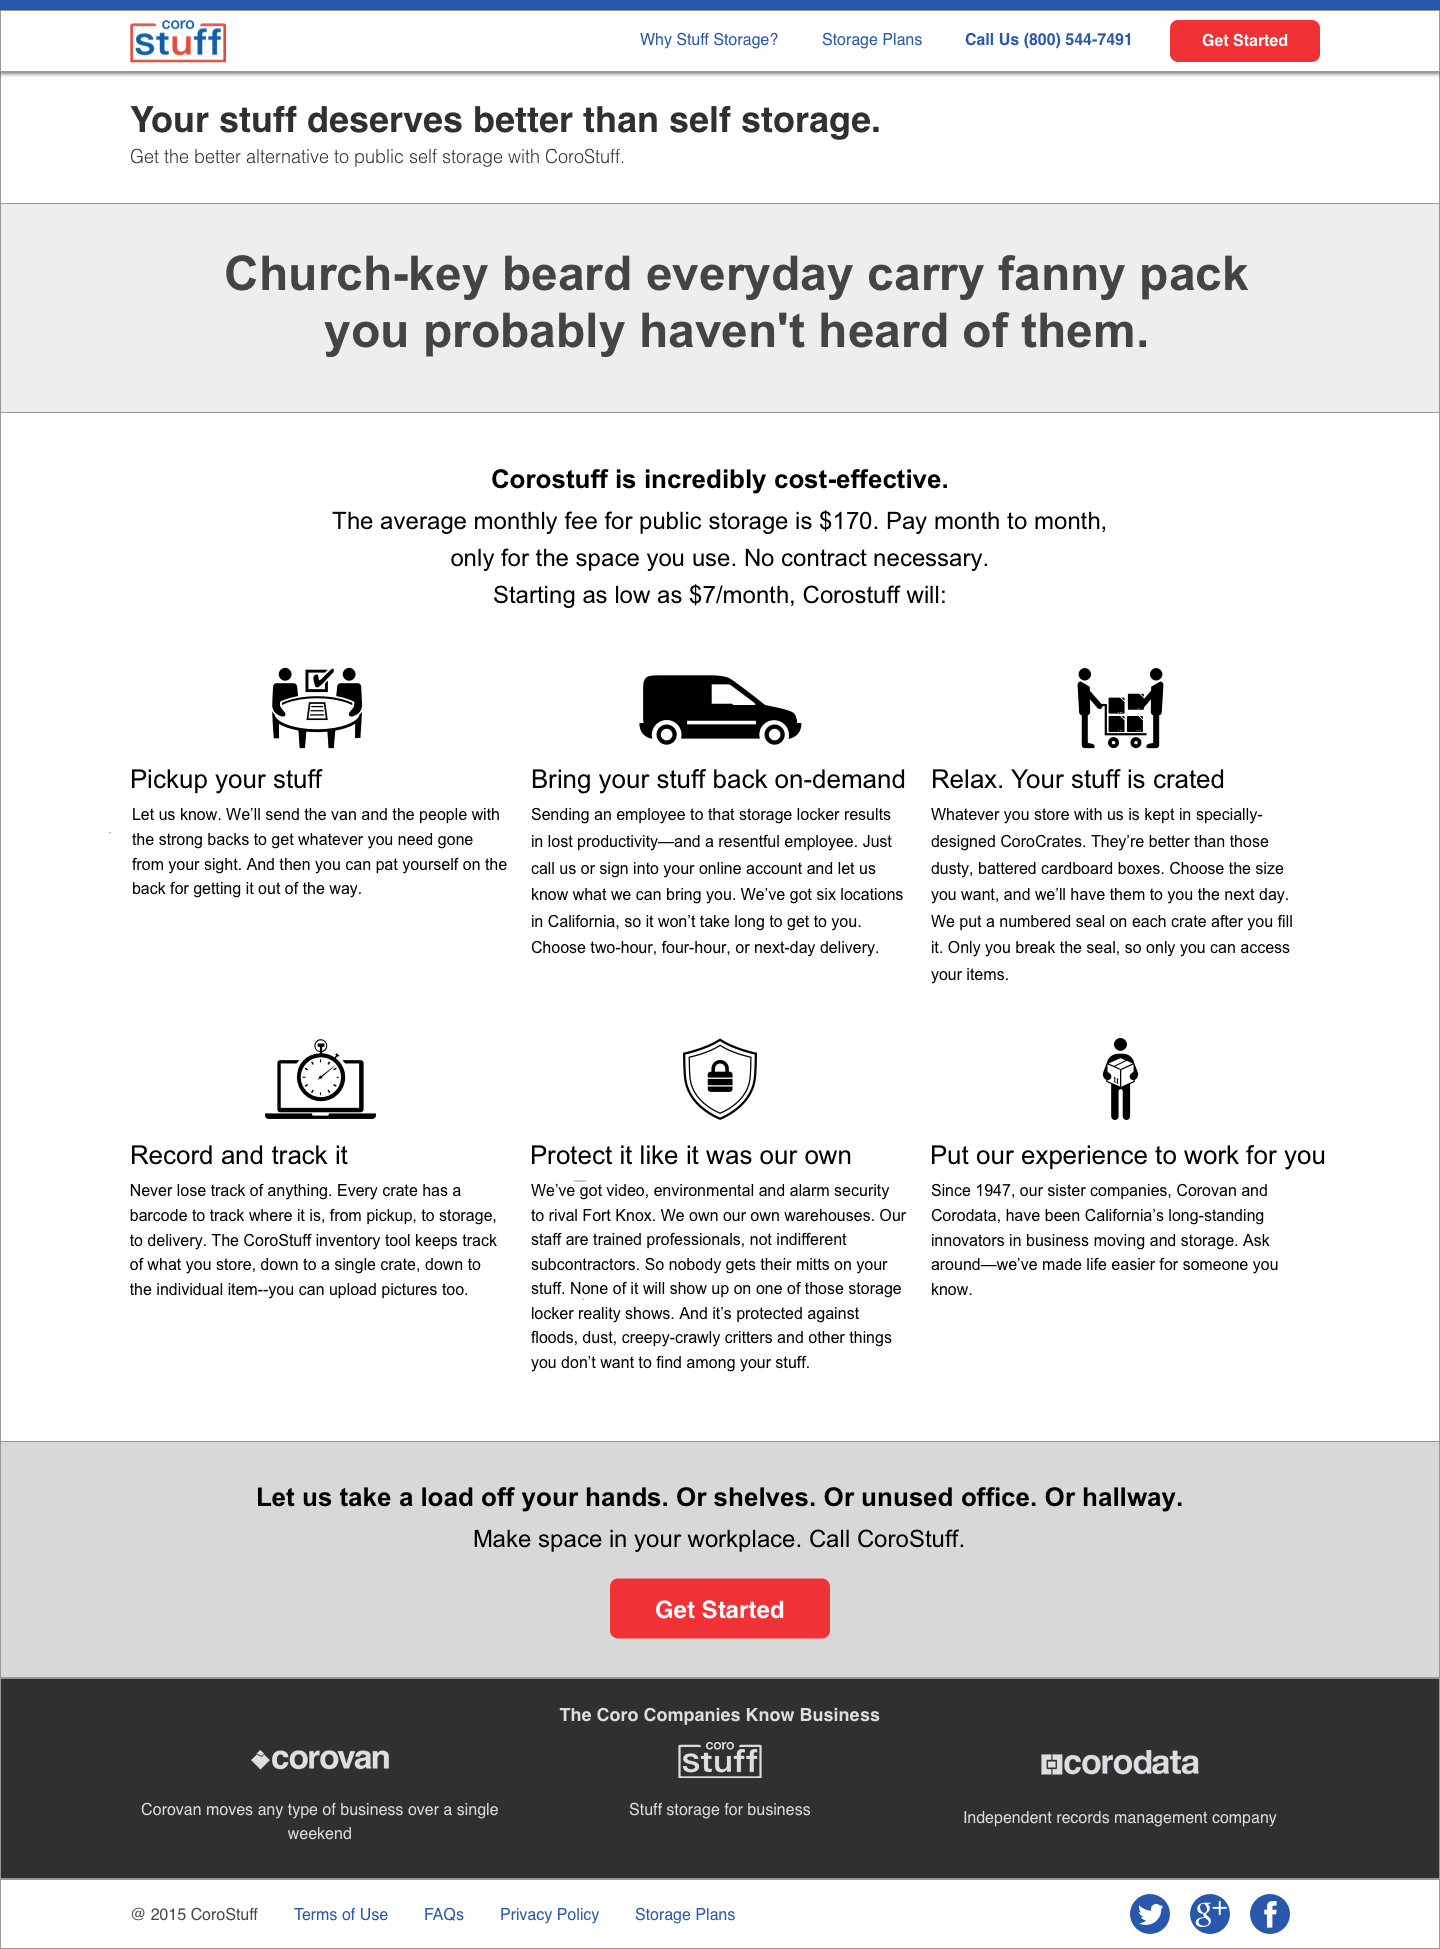 coro
stuff
Why Stuff Storage? Storage Plans Call Us (800) 544-7491 Get Started
Your stuff deserves better than self storage.
Get the better alternative to public self storage with CoroStuff.
Church-key beard everyday carry fanny pack
you probably haven't heard of them.
Corostuff is incredibly cost-effective.
The average monthly fee for public storage is $170. Pay month to month,
only for the space you use. No contract necessary.
Starting as low as $7/month, Corostuff will:
Pickup your stuff
Let us know. We’ll send the van and the people with
the strong backs to get whatever you need gone
from your sight. And then you can pat yourself on the
back for getting it out of the way.
Bring your stuff back on-demand
Sending an employee to that storage locker results
in lost productivity—and a resentful employee. Just
call us or sign into your online account and let us
know what we can bring you. We’ve got six locations
in California, so it won’t take long to get to you.
Choose two-hour, four-hour, or next-day delivery.
Relax. Your stuff is crated
Whatever you store with us is kept in specially-
designed CoroCrates. They’re better than those
dusty, battered cardboard boxes. Choose the size
you want, and we’ll have them to you the next day.
We put a numbered seal on each crate after you fill
it. Only you break the seal, so only you can access
your items.
Record and track it
Never lose track of anything. Every crate has a
barcode to track where it is, from pickup, to storage,
to delivery. The CoroStuff inventory tool keeps track
of what you store, down to a single crate, down to
the individual item--you can upload pictures too.
Protect it like it was our own
We’ve got video, environmental and alarm security
to rival Fort Knox. We own our own warehouses. Our
staff are trained professionals, not indifferent
subcontractors. So nobody gets their mitts on your
stuff. None of it will show up on one of those storage
locker reality shows. And it’s protected against
floods, dust, creepy-crawly critters and other things
you don’t want to find among your stuff.
Put our experience to work for you
Since 1947, our sister companies, Corovan and
Corodata, have been California’s long-standing
innovators in business moving and storage. Ask
around—we’ve made life easier for someone you
know.
Let us take a load off your hands. Or shelves. Or unused office. Or hallway.
Make space in your workplace. Call CoroStuff.
Get Started
The Coro Companies Know Business
corovan
Corovan moves any type of business over a single
weekend
coro
stuff
Stuff storage for business
corodata
Independent records management company
@ 2015 CoroStuff Terms of Use FAQs Privacy Policy Storage Plans
g+ f